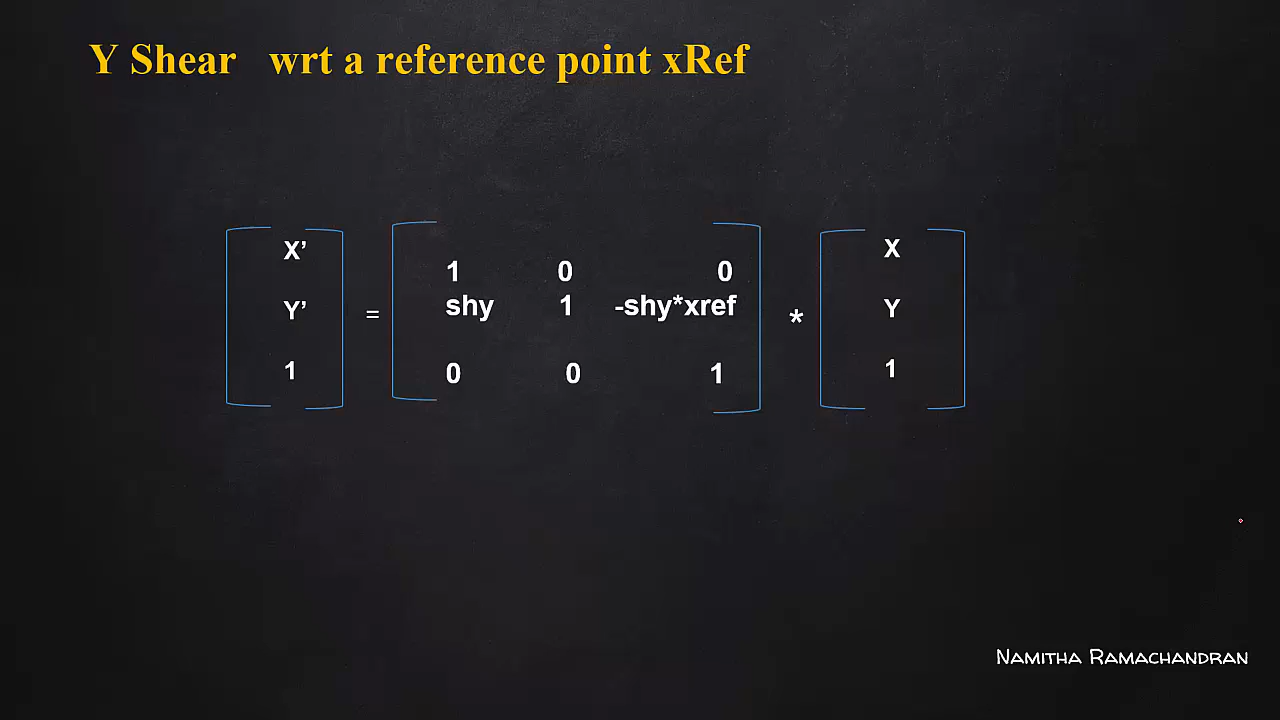 Y Shear wrt a reference point xRef
X’ 1 0 0 X
Y’ = shy 1 -shy*xref * Y
1 0 0 1 1
Namitha Ramachandran